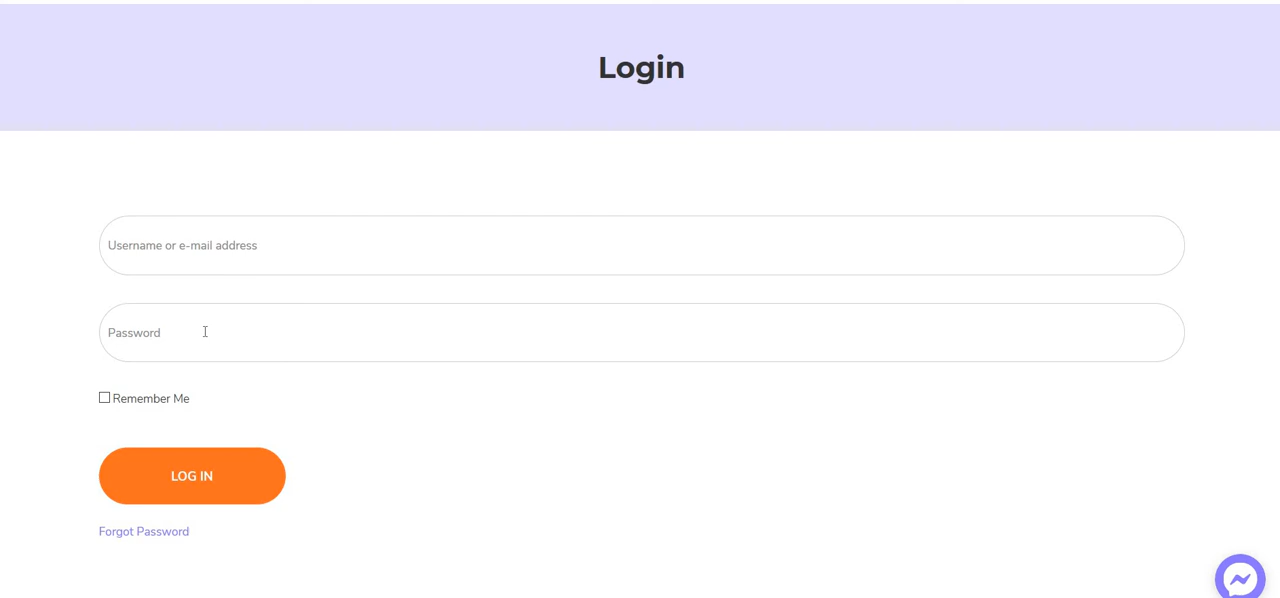 Login
Username or e-mail address
Password
Remember Me
LOG IN
Forgot Password